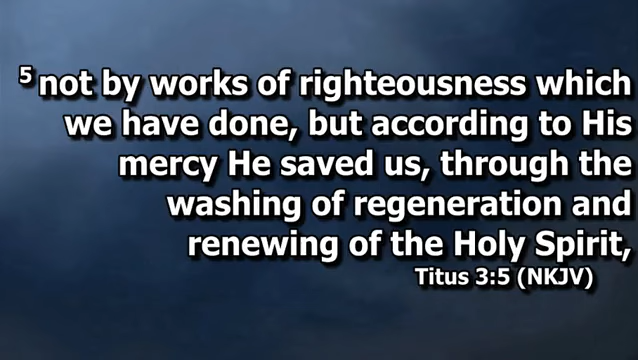 5 not by works of righteousness which
we have done, but according to His
mercy He saved us, through the
washing of regeneration and
renewing of the Holy Spirit,
Titus 3:5 (NKJV)